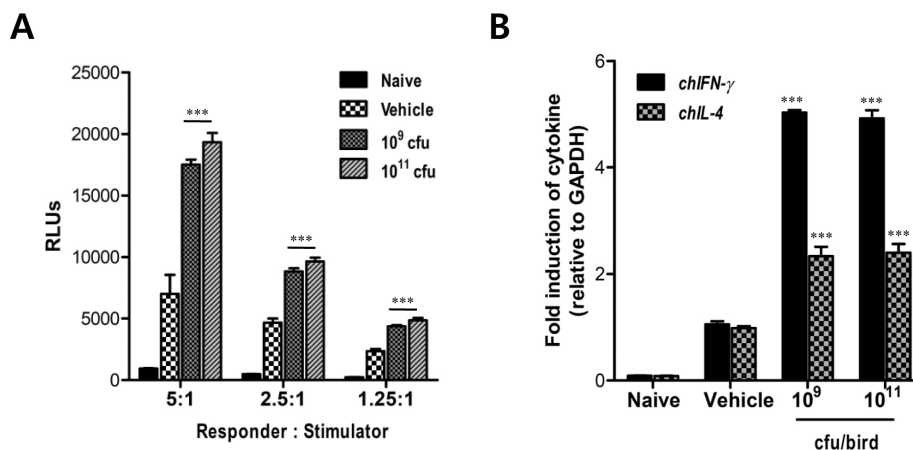 A
B
25000
20000
15000
10000
5000
0
RLUs
Naive
Vehicle
10⁹ cfu
10¹¹ cfu
***
***
***
5:1
2.5:1
1.25:1
Responder : Stimulator
6
4
2
0
Fold induction of cytokine
(relative to GAPDH)
chIFN-γ
chIL-4
***
***
***
***
Naive
Vehicle
10⁹
10¹¹
cfu/bird